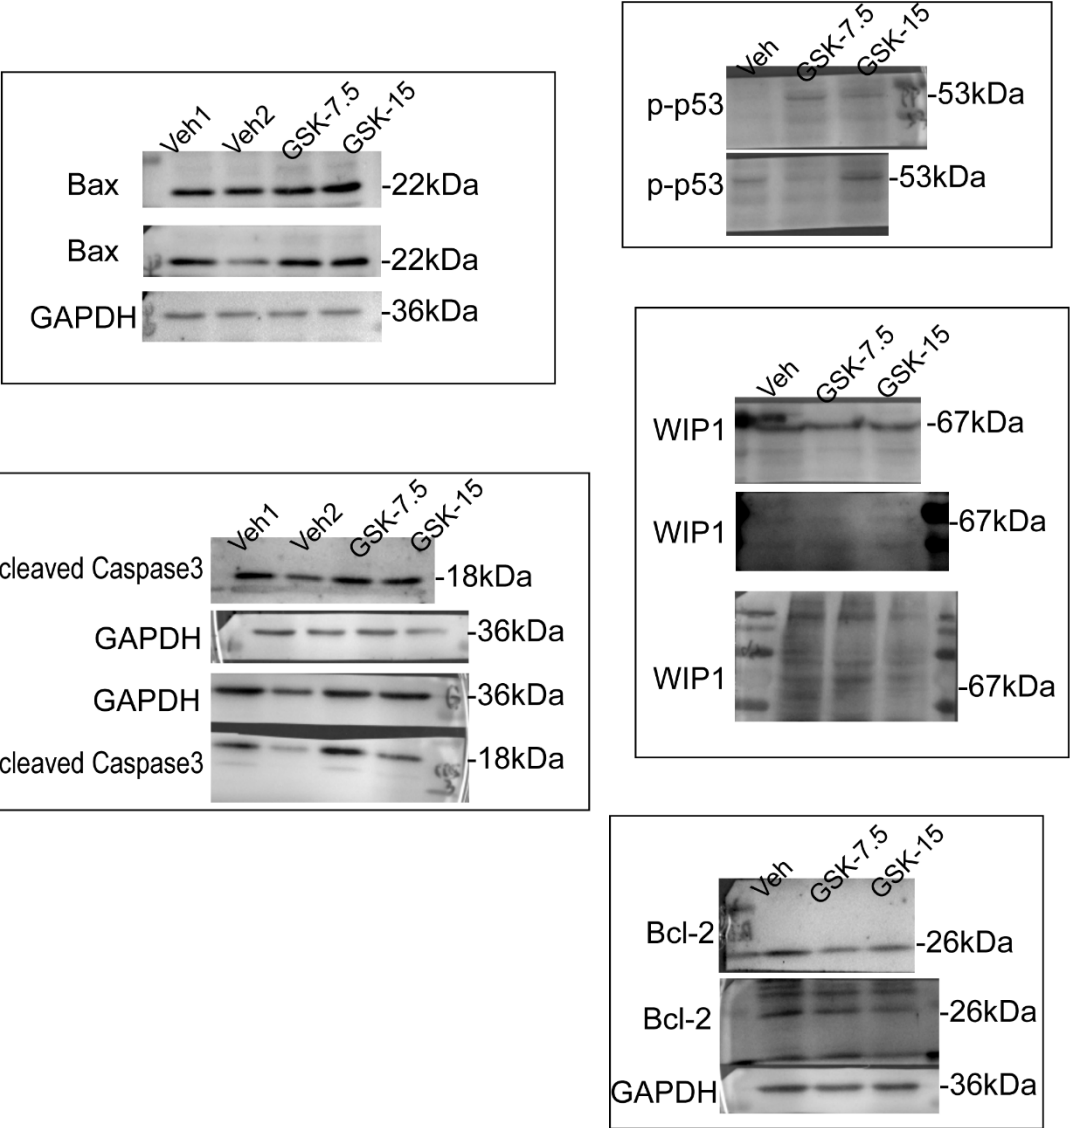 Veh1 Veh2 GSK-7.5 GSK-15
Bax -22kDa
Bax -22kDa
GAPDH -36kDa
Veh GSK-7.5 GSK-15
p-p53 -53kDa
p-p53 -53kDa
Veh GSK-7.5 GSK-15
WIP1 -67kDa
WIP1 -67kDa
WIP1 -67kDa
Veh1 Veh2 GSK-7.5 GSK-15
cleaved Caspase3 -18kDa
GAPDH -36kDa
GAPDH -36kDa
cleaved Caspase3 -18kDa
Veh GSK-7.5 GSK-15
Bcl-2 -26kDa
Bcl-2 -26kDa
GAPDH -36kDa